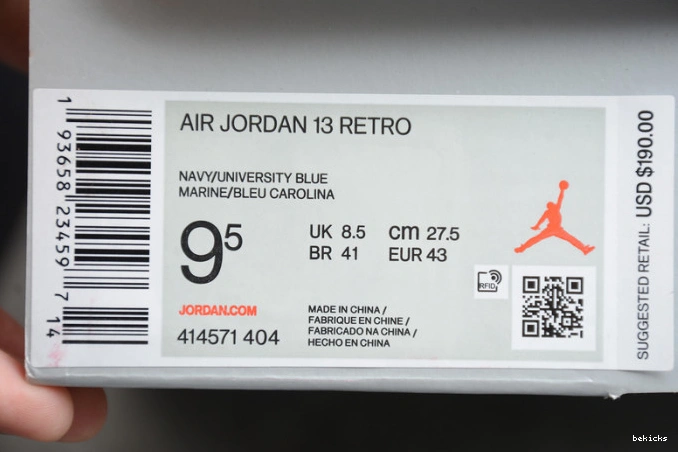 AIR JORDAN 13 RETRO
NAVY/UNIVERSITY BLUE
MARINE/BLEU CAROLINA
9⁵
UK 8.5 cm 27.5
BR 41 EUR 43
JORDAN.COM
414571 404
MADE IN CHINA /
FABRIQUE EN CHINE /
FABRICADO NA CHINA /
HECHO EN CHINA
RFID
1 93658 23459 7 14
SUGGESTED RETAIL: USD $190.00
bekicks